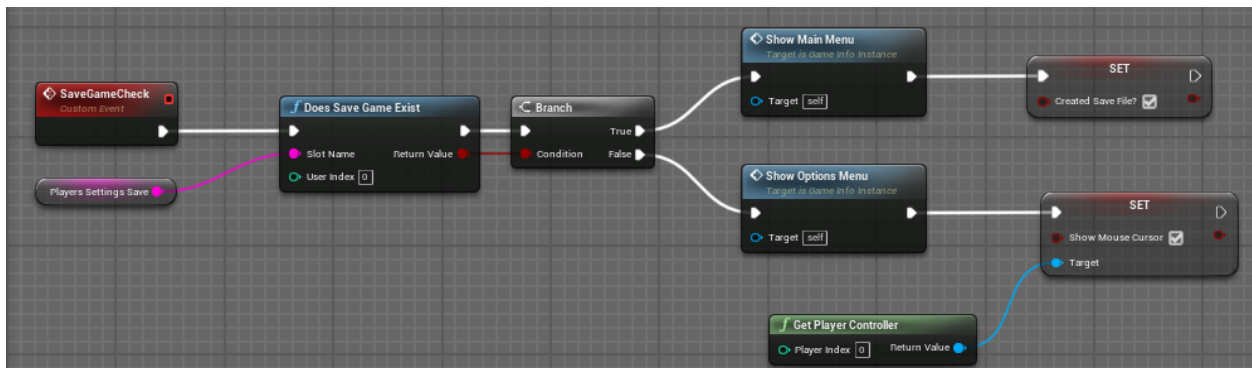 SaveGameCheck
Custom Event
Players Settings Save
f Does Save Game Exist
Slot Name
Return Value
User Index 0
Branch
True
Condition
False
Show Main Menu
Target is Game Info Instance
Target self
SET
Created Save File?
Show Options Menu
Target is Game Info Instance
Target self
SET
Show Mouse Cursor
Target
f Get Player Controller
Player Index 0
Return Value